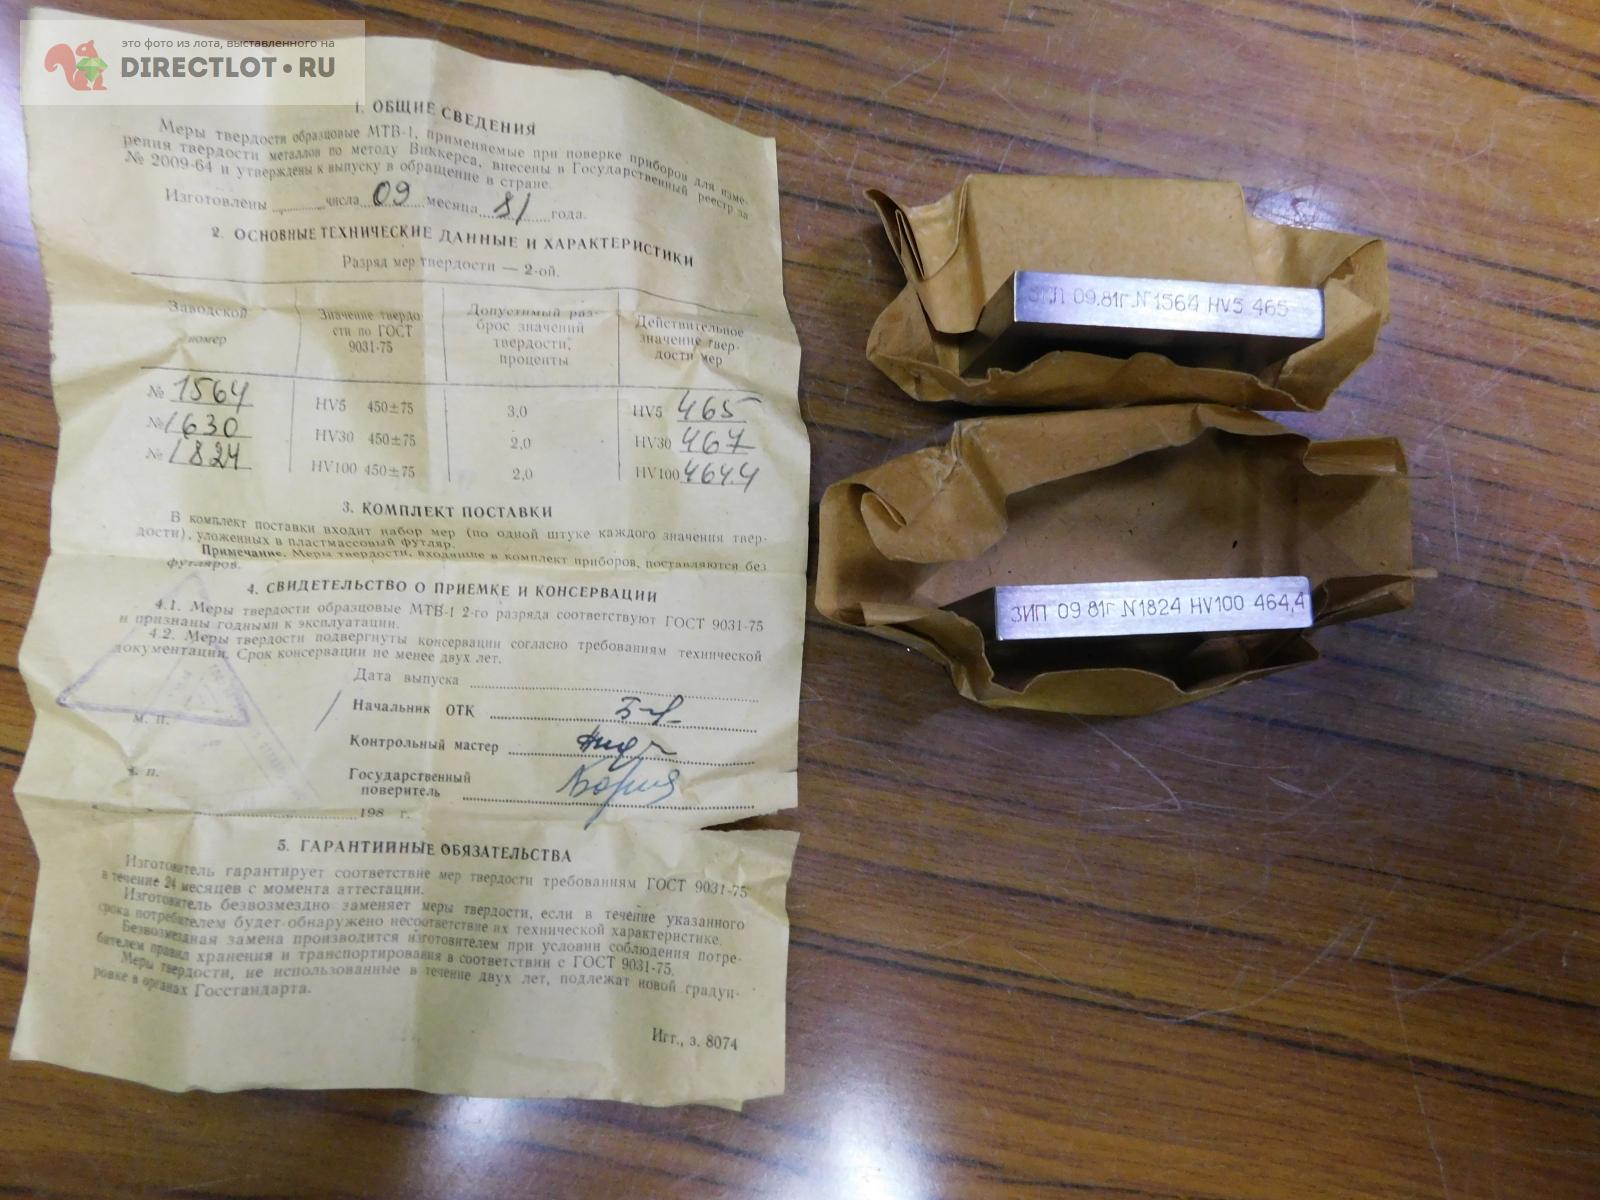 это фото из лота, выставленного на
DIRECTLOT•RU
1. ОБЩИЕ СВЕДЕНИЯ
Меры твердости образцовые МТВ-1, применяемые при поверке приборов для изме-
рения твердости металлов по методу Виккерса, внесены в Государственный реестр за
№ 2009-64 и утверждены к выпуску в обращение в стране.
Изготовлены числа 09 месяца 81 года.
2. ОСНОВНЫЕ ТЕХНИЧЕСКИЕ ДАННЫЕ И ХАРАКТЕРИСТИКИ
Разряд мер твердости — 2-ой.
Заводской номер
Значение твердо-
сти по ГОСТ
9031-75
Допустимый раз-
брос значений
твердости,
проценты
Действительное
значение твер-
дости мер
№ 1564 HV5 450±75 3,0 HV5 465
№ 1630 HV30 450±75 2,0 HV30 467
№ 1824 HV100 450±75 2,0 HV100 464.4
3. КОМПЛЕКТ ПОСТАВКИ
В комплект поставки входит набор мер (по одной штуке каждого значения твер-
дости), уложенных в пластмассовый футляр.
Примечание. Меры твердости, входящие в комплект приборов, поставляются без
футляров.
4. СВИДЕТЕЛЬСТВО О ПРИЕМКЕ И КОНСЕРВАЦИИ
4.1. Меры твердости образцовые МТВ-1 2-го разряда соответствуют ГОСТ 9031-75
и признаны годными к эксплуатации.
4.2. Меры твердости подвергнуты консервации согласно требованиям технической
документации. Срок консервации не менее двух лет.
Дата выпуска
Начальник ОТК
М. П.
Контрольный мастер
Государственный
поверитель
198 г.
5. ГАРАНТИЙНЫЕ ОБЯЗАТЕЛЬСТВА
Изготовитель гарантирует соответствие мер твердости требованиям ГОСТ 9031-75
в течение 24 месяцев с момента аттестации.
Изготовитель безвозмездно заменяет меры твердости, если в течение указанного
срока потребителем будет обнаружено несоответствие их технической характеристике.
Безвозмездная замена производится изготовителем при условии соблюдения потре-
бителем правил хранения и транспортирования в соответствии с ГОСТ 9031-75.
Меры твердости, не использованные в течение двух лет, подлежат новой градуи-
ровке в органах Госстандарта.
Игт., з. 8074
ЗИП 09.81г. N1564 HV5 465
ЗИП 09 81г N1824 HV100 464,4